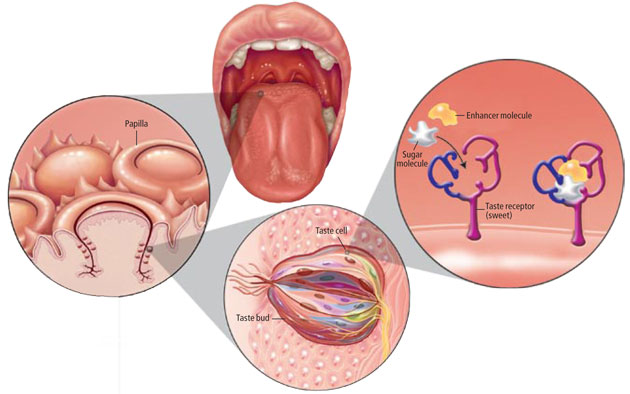 Papilla
Enhancer molecule
Sugar
molecule
Taste receptor
(sweet)
Taste cell
Taste bud